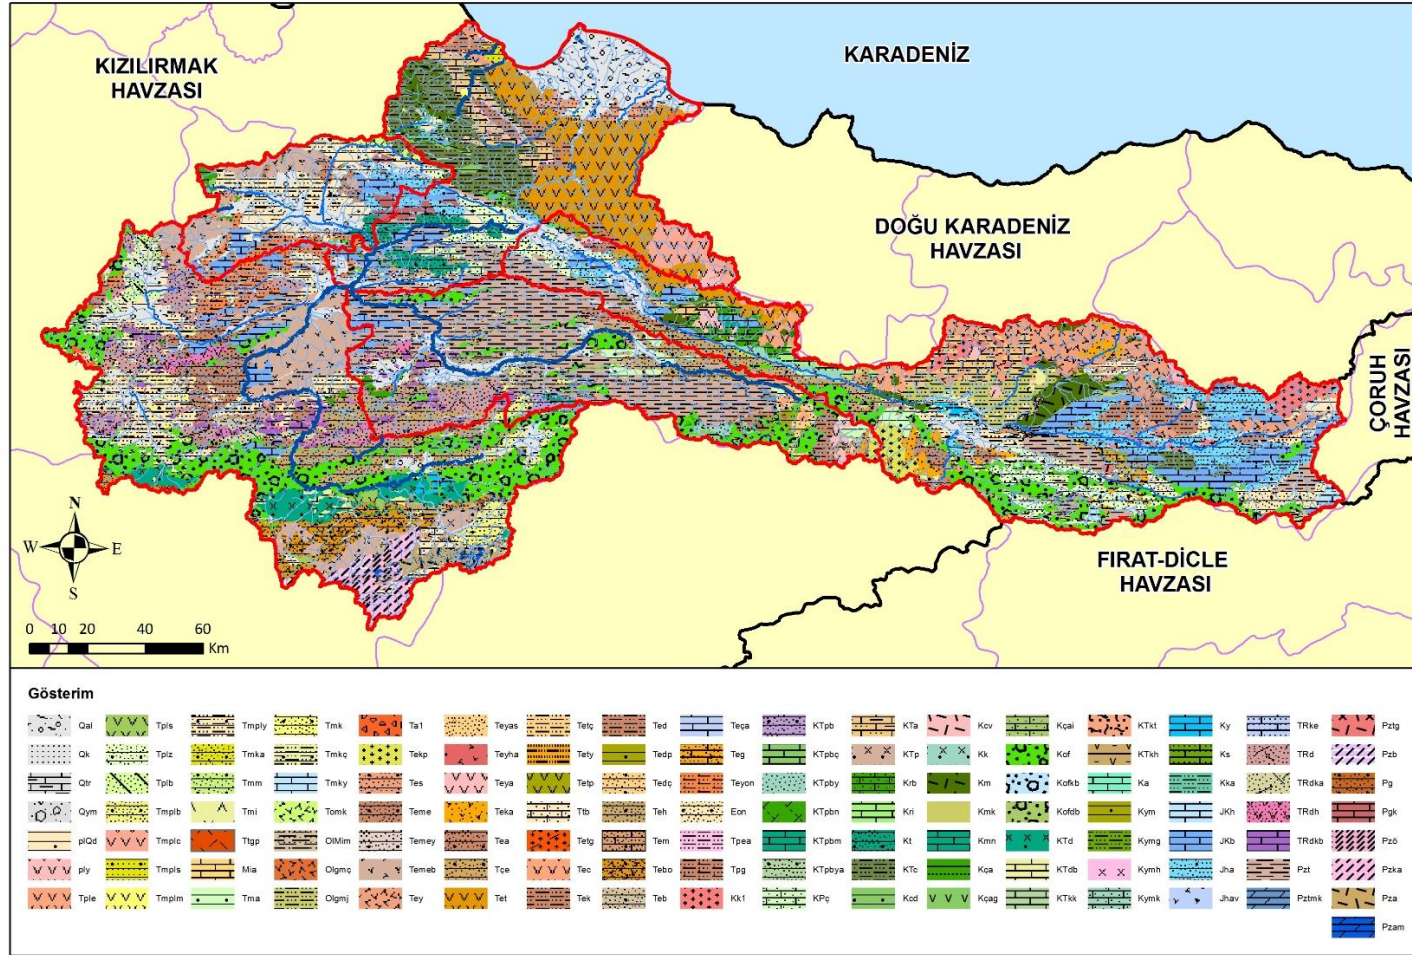 KARADENİZ
KIZILIRMAK
HAVZASI
DOĞU KARADENİZ
HAVZASI
ÇORUH
HAVZASI
FIRAT-DİCLE
HAVZASI
N
W E
S
0 10 20 40 60
Km
Gösterim
Qal Tpls Tmply Tmk Ta1 Teyas Tetç Ted Teça KTpb KTa Kcv Kçai KTkt Ky TRke Pztg
Qk Tplz Tmka Tmkç Tekp Teyha Tety Tedp Teg KTpbç KTp Kk Kof KTkh Ks TRd Pzb
Qtr Tplb Tmm Tmky Tes Teya Tetp Tedç Teyon KTpby Krb Km Kofkb Ka Kka TRdka Pg
Qym Tmplb Tmi Tomk Teme Teka Ttb Teh Eon KTpbn Kri Kmk Kofdb Kym JKh TRdh Pgk
plQd Tmplc Ttgp OlMim Tea Tetg Tem Tpea KTpbm Kt Kmn KTd Kymg JKb TRdkb Pzö
ply Tmpls Mia Olgmç Temeb Tçe Tec Tebo Tpg KTpbya KTc Kça KTdb Kymh Jha Pzt Pzka
Tple Tmplm Tma Olgmj Tey Tet Tek Teb Kk1 KPç Kcd Kçag KTkk Kymk Jhav Pztmk Pza
Temey
Pzam